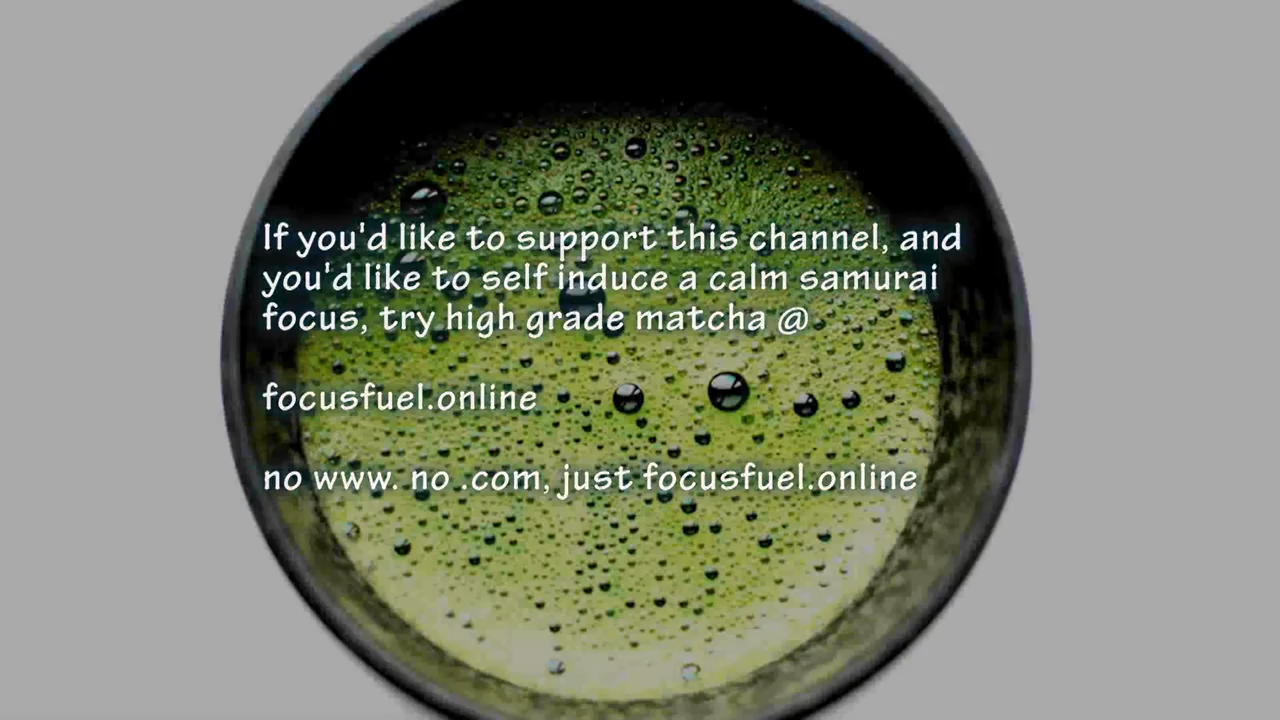 If you'd like to support this channel, and
you'd like to self induce a calm samurai
focus, try high grade matcha @
focusfuel.online
no www. no .com, just focusfuel.online